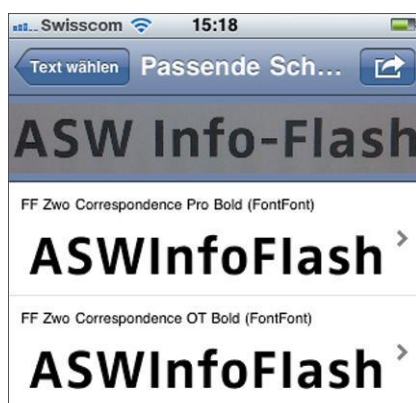 Swisscom 15:18
Text wählen Passende Sch...
ASW Info-Flash
FF Zwo Correspondence Pro Bold (FontFont)
ASWInfoFlash
FF Zwo Correspondence OT Bold (FontFont)
ASWInfoFlash